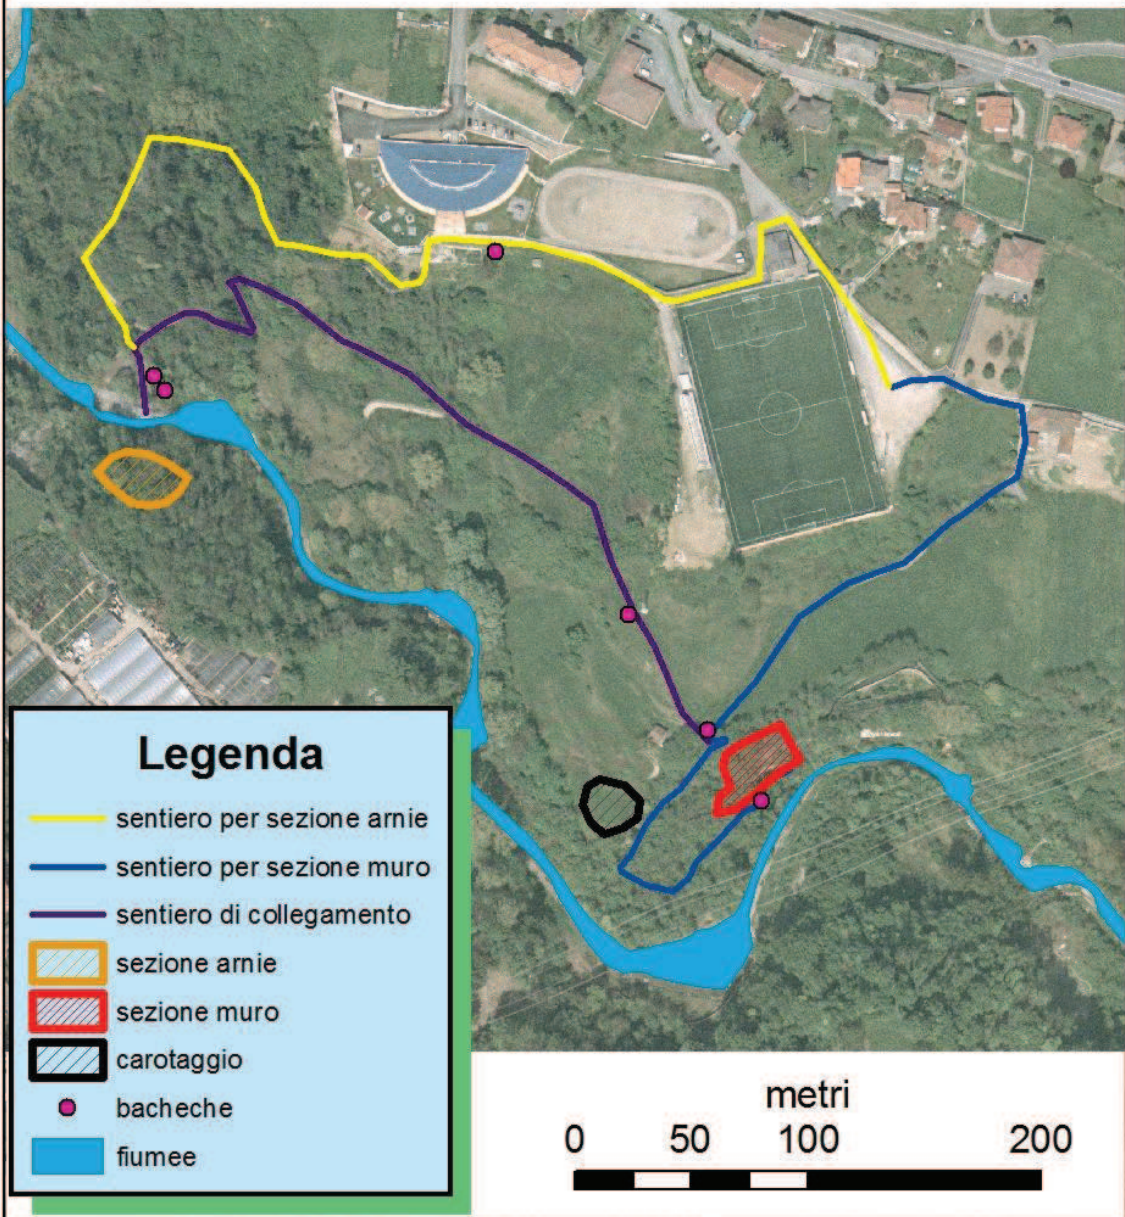 Legenda
sentiero per sezione arnie
sentiero per sezione muro
sentiero di collegamento
sezione arnie
sezione muro
carotaggio
bacheche
fiumee
metri
0 50 100 200